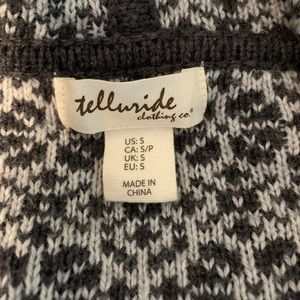 telluride
clothing co.®
US: S
CA: S/P
UK: S
EU: S
MADE IN
CHINA